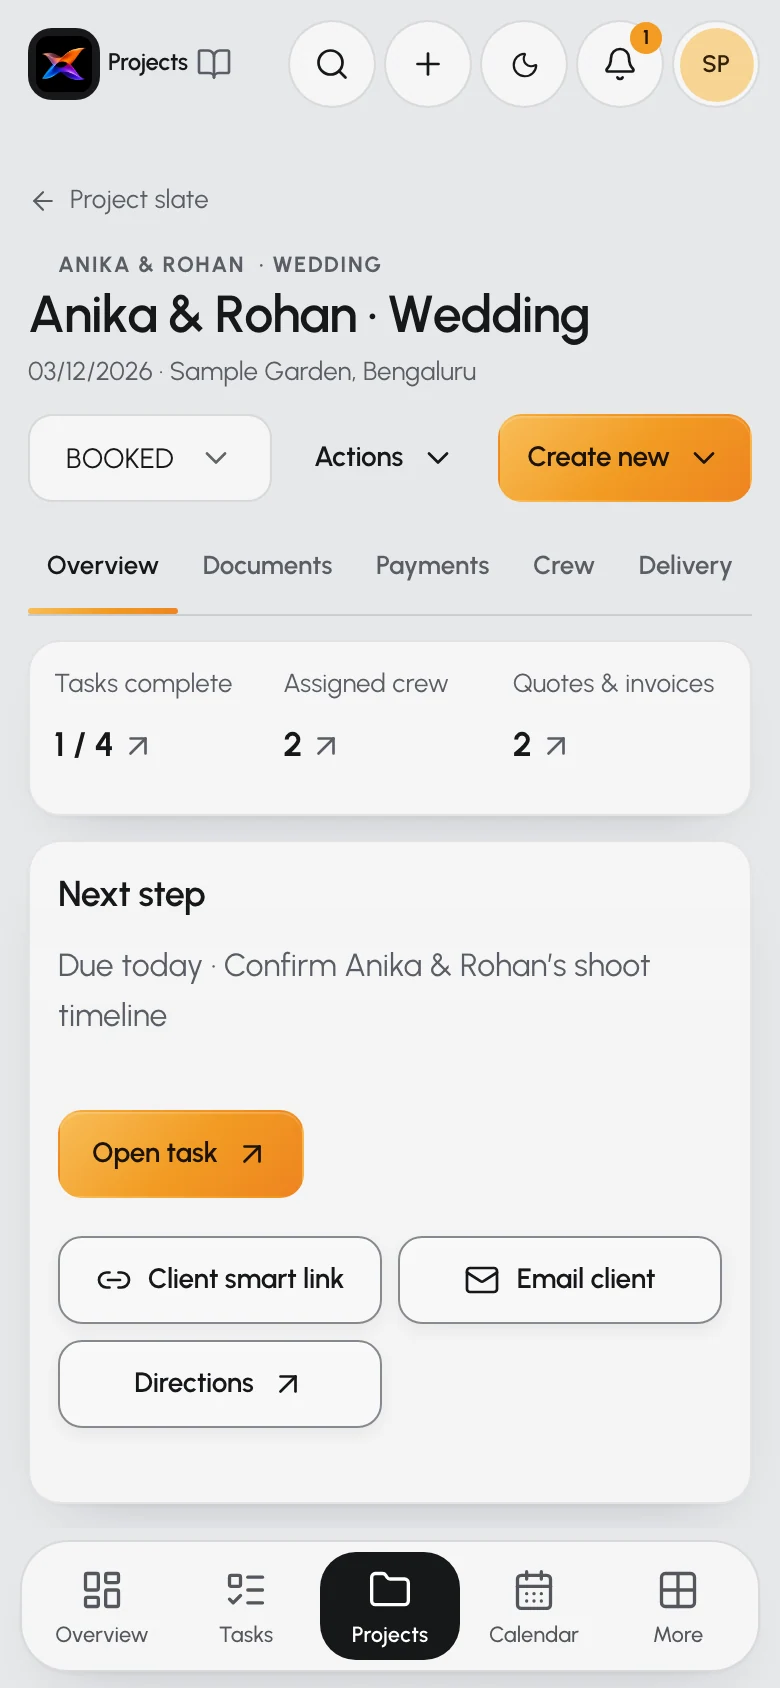 Projects
1
SP
Project slate
ANIKA & ROHAN · WEDDING
Anika & Rohan · Wedding
03/12/2026 · Sample Garden, Bengaluru
BOOKED
Actions
Create new
Overview Documents Payments Crew Delivery
Tasks complete Assigned crew Quotes & invoices
1 / 4 2 2
Next step
Due today · Confirm Anika & Rohan’s shoot
timeline
Open task
Client smart link
Email client
Directions
Overview Tasks Projects Calendar More